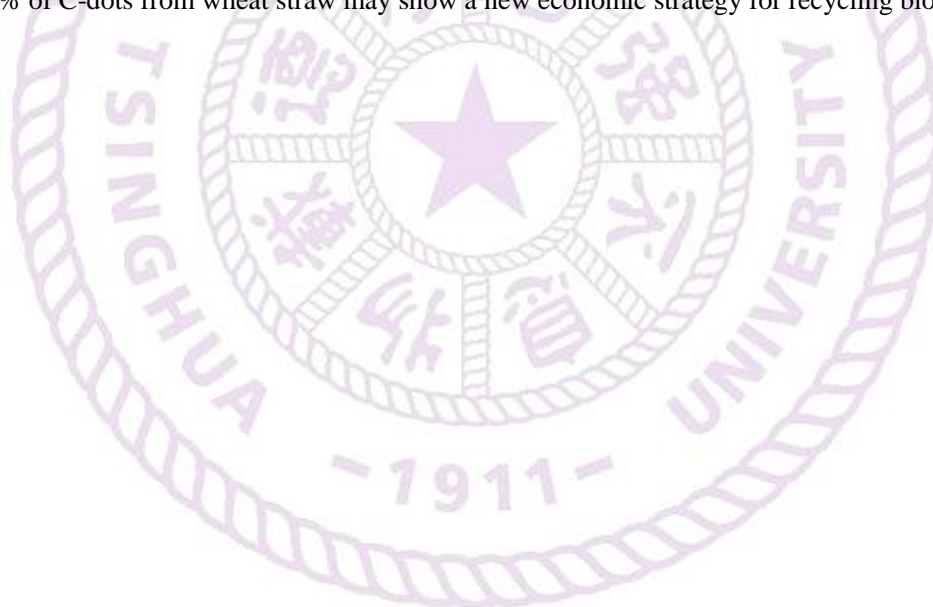 % of C-dots from wheat straw may show a new economic strategy for recycling bio
TSINGHUA
UNIVERSITY
-1911-